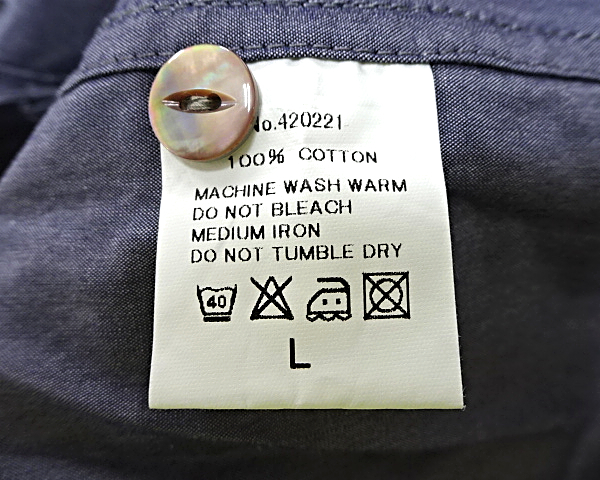 No.420221
100% COTTON
MACHINE WASH WARM
DO NOT BLEACH
MEDIUM IRON
DO NOT TUMBLE DRY
40
L